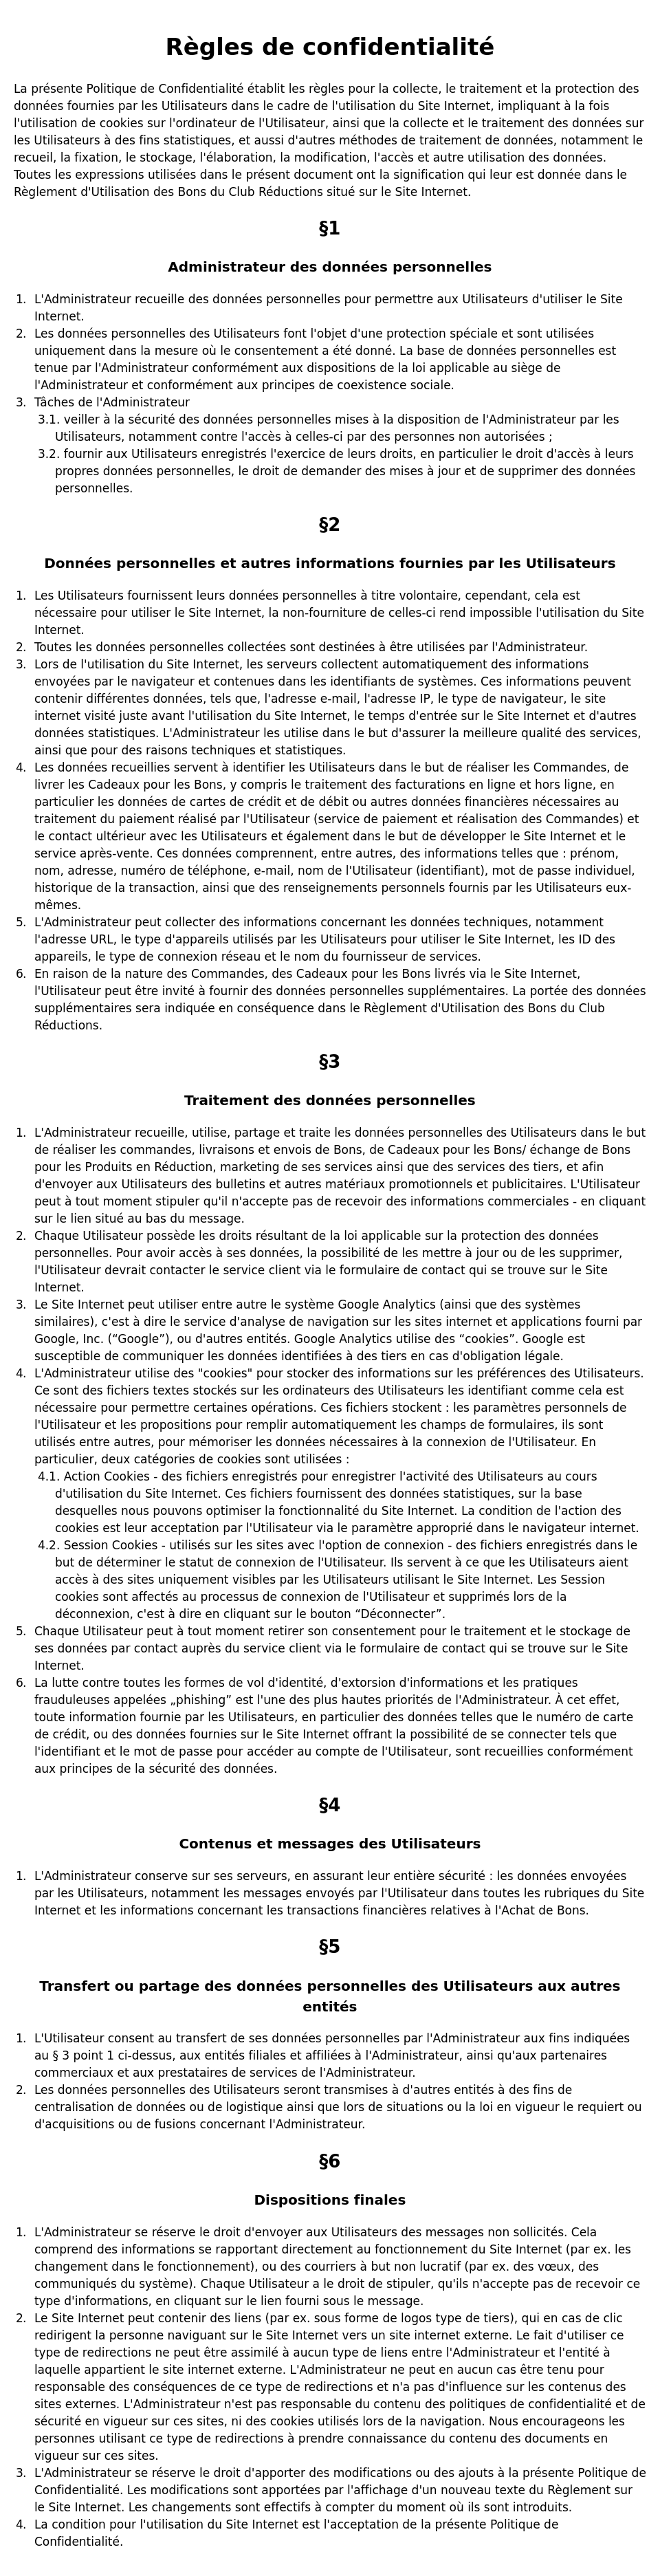 Règles de confidentialité
La présente Politique de Confidentialité établit les règles pour la collecte, le traitement et la protection des
données fournies par les Utilisateurs dans le cadre de l'utilisation du Site Internet, impliquant à la fois
l'utilisation de cookies sur l'ordinateur de l'Utilisateur, ainsi que la collecte et le traitement des données sur
les Utilisateurs à des fins statistiques, et aussi d'autres méthodes de traitement de données, notamment le
recueil, la fixation, le stockage, l'élaboration, la modification, l'accès et autre utilisation des données.
Toutes les expressions utilisées dans le présent document ont la signification qui leur est donnée dans le
Règlement d'Utilisation des Bons du Club Réductions situé sur le Site Internet.
§1
Administrateur des données personnelles
1. L'Administrateur recueille des données personnelles pour permettre aux Utilisateurs d'utiliser le Site
Internet.
2. Les données personnelles des Utilisateurs font l'objet d'une protection spéciale et sont utilisées
uniquement dans la mesure où le consentement a été donné. La base de données personnelles est
tenue par l'Administrateur conformément aux dispositions de la loi applicable au siège de
l'Administrateur et conformément aux principes de coexistence sociale.
3. Tâches de l'Administrateur
3.1. veiller à la sécurité des données personnelles mises à la disposition de l'Administrateur par les
Utilisateurs, notamment contre l'accès à celles-ci par des personnes non autorisées ;
3.2. fournir aux Utilisateurs enregistrés l'exercice de leurs droits, en particulier le droit d'accès à leurs
propres données personnelles, le droit de demander des mises à jour et de supprimer des données
personnelles.
§2
Données personnelles et autres informations fournies par les Utilisateurs
1. Les Utilisateurs fournissent leurs données personnelles à titre volontaire, cependant, cela est
nécessaire pour utiliser le Site Internet, la non-fourniture de celles-ci rend impossible l'utilisation du Site
Internet.
2. Toutes les données personnelles collectées sont destinées à être utilisées par l'Administrateur.
3. Lors de l'utilisation du Site Internet, les serveurs collectent automatiquement des informations
envoyées par le navigateur et contenues dans les identifiants de systèmes. Ces informations peuvent
contenir différentes données, tels que, l'adresse e-mail, l'adresse IP, le type de navigateur, le site
internet visité juste avant l'utilisation du Site Internet, le temps d'entrée sur le Site Internet et d'autres
données statistiques. L'Administrateur les utilise dans le but d'assurer la meilleure qualité des services,
ainsi que pour des raisons techniques et statistiques.
4. Les données recueillies servent à identifier les Utilisateurs dans le but de réaliser les Commandes, de
livrer les Cadeaux pour les Bons, y compris le traitement des facturations en ligne et hors ligne, en
particulier les données de cartes de crédit et de débit ou autres données financières nécessaires au
traitement du paiement réalisé par l'Utilisateur (service de paiement et réalisation des Commandes) et
le contact ultérieur avec les Utilisateurs et également dans le but de développer le Site Internet et le
service après-vente. Ces données comprennent, entre autres, des informations telles que : prénom,
nom, adresse, numéro de téléphone, e-mail, nom de l'Utilisateur (identifiant), mot de passe individuel,
historique de la transaction, ainsi que des renseignements personnels fournis par les Utilisateurs eux-
mêmes.
5. L'Administrateur peut collecter des informations concernant les données techniques, notamment
l'adresse URL, le type d'appareils utilisés par les Utilisateurs pour utiliser le Site Internet, les ID des
appareils, le type de connexion réseau et le nom du fournisseur de services.
6. En raison de la nature des Commandes, des Cadeaux pour les Bons livrés via le Site Internet,
l'Utilisateur peut être invité à fournir des données personnelles supplémentaires. La portée des données
supplémentaires sera indiquée en conséquence dans le Règlement d'Utilisation des Bons du Club
Réductions.
§3
Traitement des données personnelles
1. L'Administrateur recueille, utilise, partage et traite les données personnelles des Utilisateurs dans le but
de réaliser les commandes, livraisons et envois de Bons, de Cadeaux pour les Bons/ échange de Bons
pour les Produits en Réduction, marketing de ses services ainsi que des services des tiers, et afin
d'envoyer aux Utilisateurs des bulletins et autres matériaux promotionnels et publicitaires. L'Utilisateur
peut à tout moment stipuler qu'il n'accepte pas de recevoir des informations commerciales - en cliquant
sur le lien situé au bas du message.
2. Chaque Utilisateur possède les droits résultant de la loi applicable sur la protection des données
personnelles. Pour avoir accès à ses données, la possibilité de les mettre à jour ou de les supprimer,
l'Utilisateur devrait contacter le service client via le formulaire de contact qui se trouve sur le Site
Internet.
3. Le Site Internet peut utiliser entre autre le système Google Analytics (ainsi que des systèmes
similaires), c'est à dire le service d'analyse de navigation sur les sites internet et applications fourni par
Google, Inc. (“Google”), ou d'autres entités. Google Analytics utilise des “cookies”. Google est
susceptible de communiquer les données identifiées à des tiers en cas d'obligation légale.
4. L'Administrateur utilise des "cookies" pour stocker des informations sur les préférences des Utilisateurs.
Ce sont des fichiers textes stockés sur les ordinateurs des Utilisateurs les identifiant comme cela est
nécessaire pour permettre certaines opérations. Ces fichiers stockent : les paramètres personnels de
l'Utilisateur et les propositions pour remplir automatiquement les champs de formulaires, ils sont
utilisés entre autres, pour mémoriser les données nécessaires à la connexion de l'Utilisateur. En
particulier, deux catégories de cookies sont utilisées :
4.1. Action Cookies - des fichiers enregistrés pour enregistrer l'activité des Utilisateurs au cours
d'utilisation du Site Internet. Ces fichiers fournissent des données statistiques, sur la base
desquelles nous pouvons optimiser la fonctionnalité du Site Internet. La condition de l'action des
cookies est leur acceptation par l'Utilisateur via le paramètre approprié dans le navigateur internet.
4.2. Session Cookies - utilisés sur les sites avec l'option de connexion - des fichiers enregistrés dans le
but de déterminer le statut de connexion de l'Utilisateur. Ils servent à ce que les Utilisateurs aient
accès à des sites uniquement visibles par les Utilisateurs utilisant le Site Internet. Les Session
cookies sont affectés au processus de connexion de l'Utilisateur et supprimés lors de la
déconnexion, c'est à dire en cliquant sur le bouton “Déconnecter”.
5. Chaque Utilisateur peut à tout moment retirer son consentement pour le traitement et le stockage de
ses données par contact auprès du service client via le formulaire de contact qui se trouve sur le Site
Internet.
6. La lutte contre toutes les formes de vol d'identité, d'extorsion d'informations et les pratiques
frauduleuses appelées „phishing” est l'une des plus hautes priorités de l'Administrateur. À cet effet,
toute information fournie par les Utilisateurs, en particulier des données telles que le numéro de carte
de crédit, ou des données fournies sur le Site Internet offrant la possibilité de se connecter tels que
l'identifiant et le mot de passe pour accéder au compte de l'Utilisateur, sont recueillies conformément
aux principes de la sécurité des données.
§4
Contenus et messages des Utilisateurs
1. L'Administrateur conserve sur ses serveurs, en assurant leur entière sécurité : les données envoyées
par les Utilisateurs, notamment les messages envoyés par l'Utilisateur dans toutes les rubriques du Site
Internet et les informations concernant les transactions financières relatives à l'Achat de Bons.
§5
Transfert ou partage des données personnelles des Utilisateurs aux autres
entités
1. L'Utilisateur consent au transfert de ses données personnelles par l'Administrateur aux fins indiquées
au § 3 point 1 ci-dessus, aux entités filiales et affiliées à l'Administrateur, ainsi qu'aux partenaires
commerciaux et aux prestataires de services de l'Administrateur.
2. Les données personnelles des Utilisateurs seront transmises à d'autres entités à des fins de
centralisation de données ou de logistique ainsi que lors de situations ou la loi en vigueur le requiert ou
d'acquisitions ou de fusions concernant l'Administrateur.
§6
Dispositions finales
1. L'Administrateur se réserve le droit d'envoyer aux Utilisateurs des messages non sollicités. Cela
comprend des informations se rapportant directement au fonctionnement du Site Internet (par ex. les
changement dans le fonctionnement), ou des courriers à but non lucratif (par ex. des vœux, des
communiqués du système). Chaque Utilisateur a le droit de stipuler, qu'ils n'accepte pas de recevoir ce
type d'informations, en cliquant sur le lien fourni sous le message.
2. Le Site Internet peut contenir des liens (par ex. sous forme de logos type de tiers), qui en cas de clic
redirigent la personne naviguant sur le Site Internet vers un site internet externe. Le fait d'utiliser ce
type de redirections ne peut être assimilé à aucun type de liens entre l'Administrateur et l'entité à
laquelle appartient le site internet externe. L'Administrateur ne peut en aucun cas être tenu pour
responsable des conséquences de ce type de redirections et n'a pas d'influence sur les contenus des
sites externes. L'Administrateur n'est pas responsable du contenu des politiques de confidentialité et de
sécurité en vigueur sur ces sites, ni des cookies utilisés lors de la navigation. Nous encourageons les
personnes utilisant ce type de redirections à prendre connaissance du contenu des documents en
vigueur sur ces sites.
3. L'Administrateur se réserve le droit d'apporter des modifications ou des ajouts à la présente Politique de
Confidentialité. Les modifications sont apportées par l'affichage d'un nouveau texte du Règlement sur
le Site Internet. Les changements sont effectifs à compter du moment où ils sont introduits.
4. La condition pour l'utilisation du Site Internet est l'acceptation de la présente Politique de
Confidentialité.